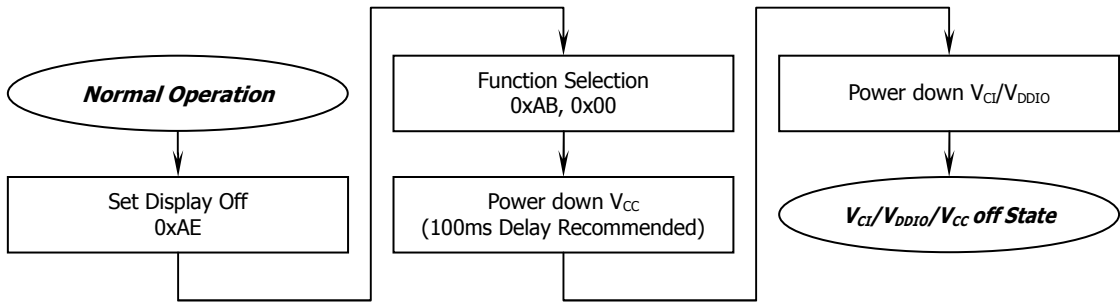 Normal Operation
Set Display Off
0xAE
Function Selection
0xAB, 0x00
Power down VCC
(100ms Delay Recommended)
Power down VCI/VDDIO
VCI/VDDIO/VCC off State